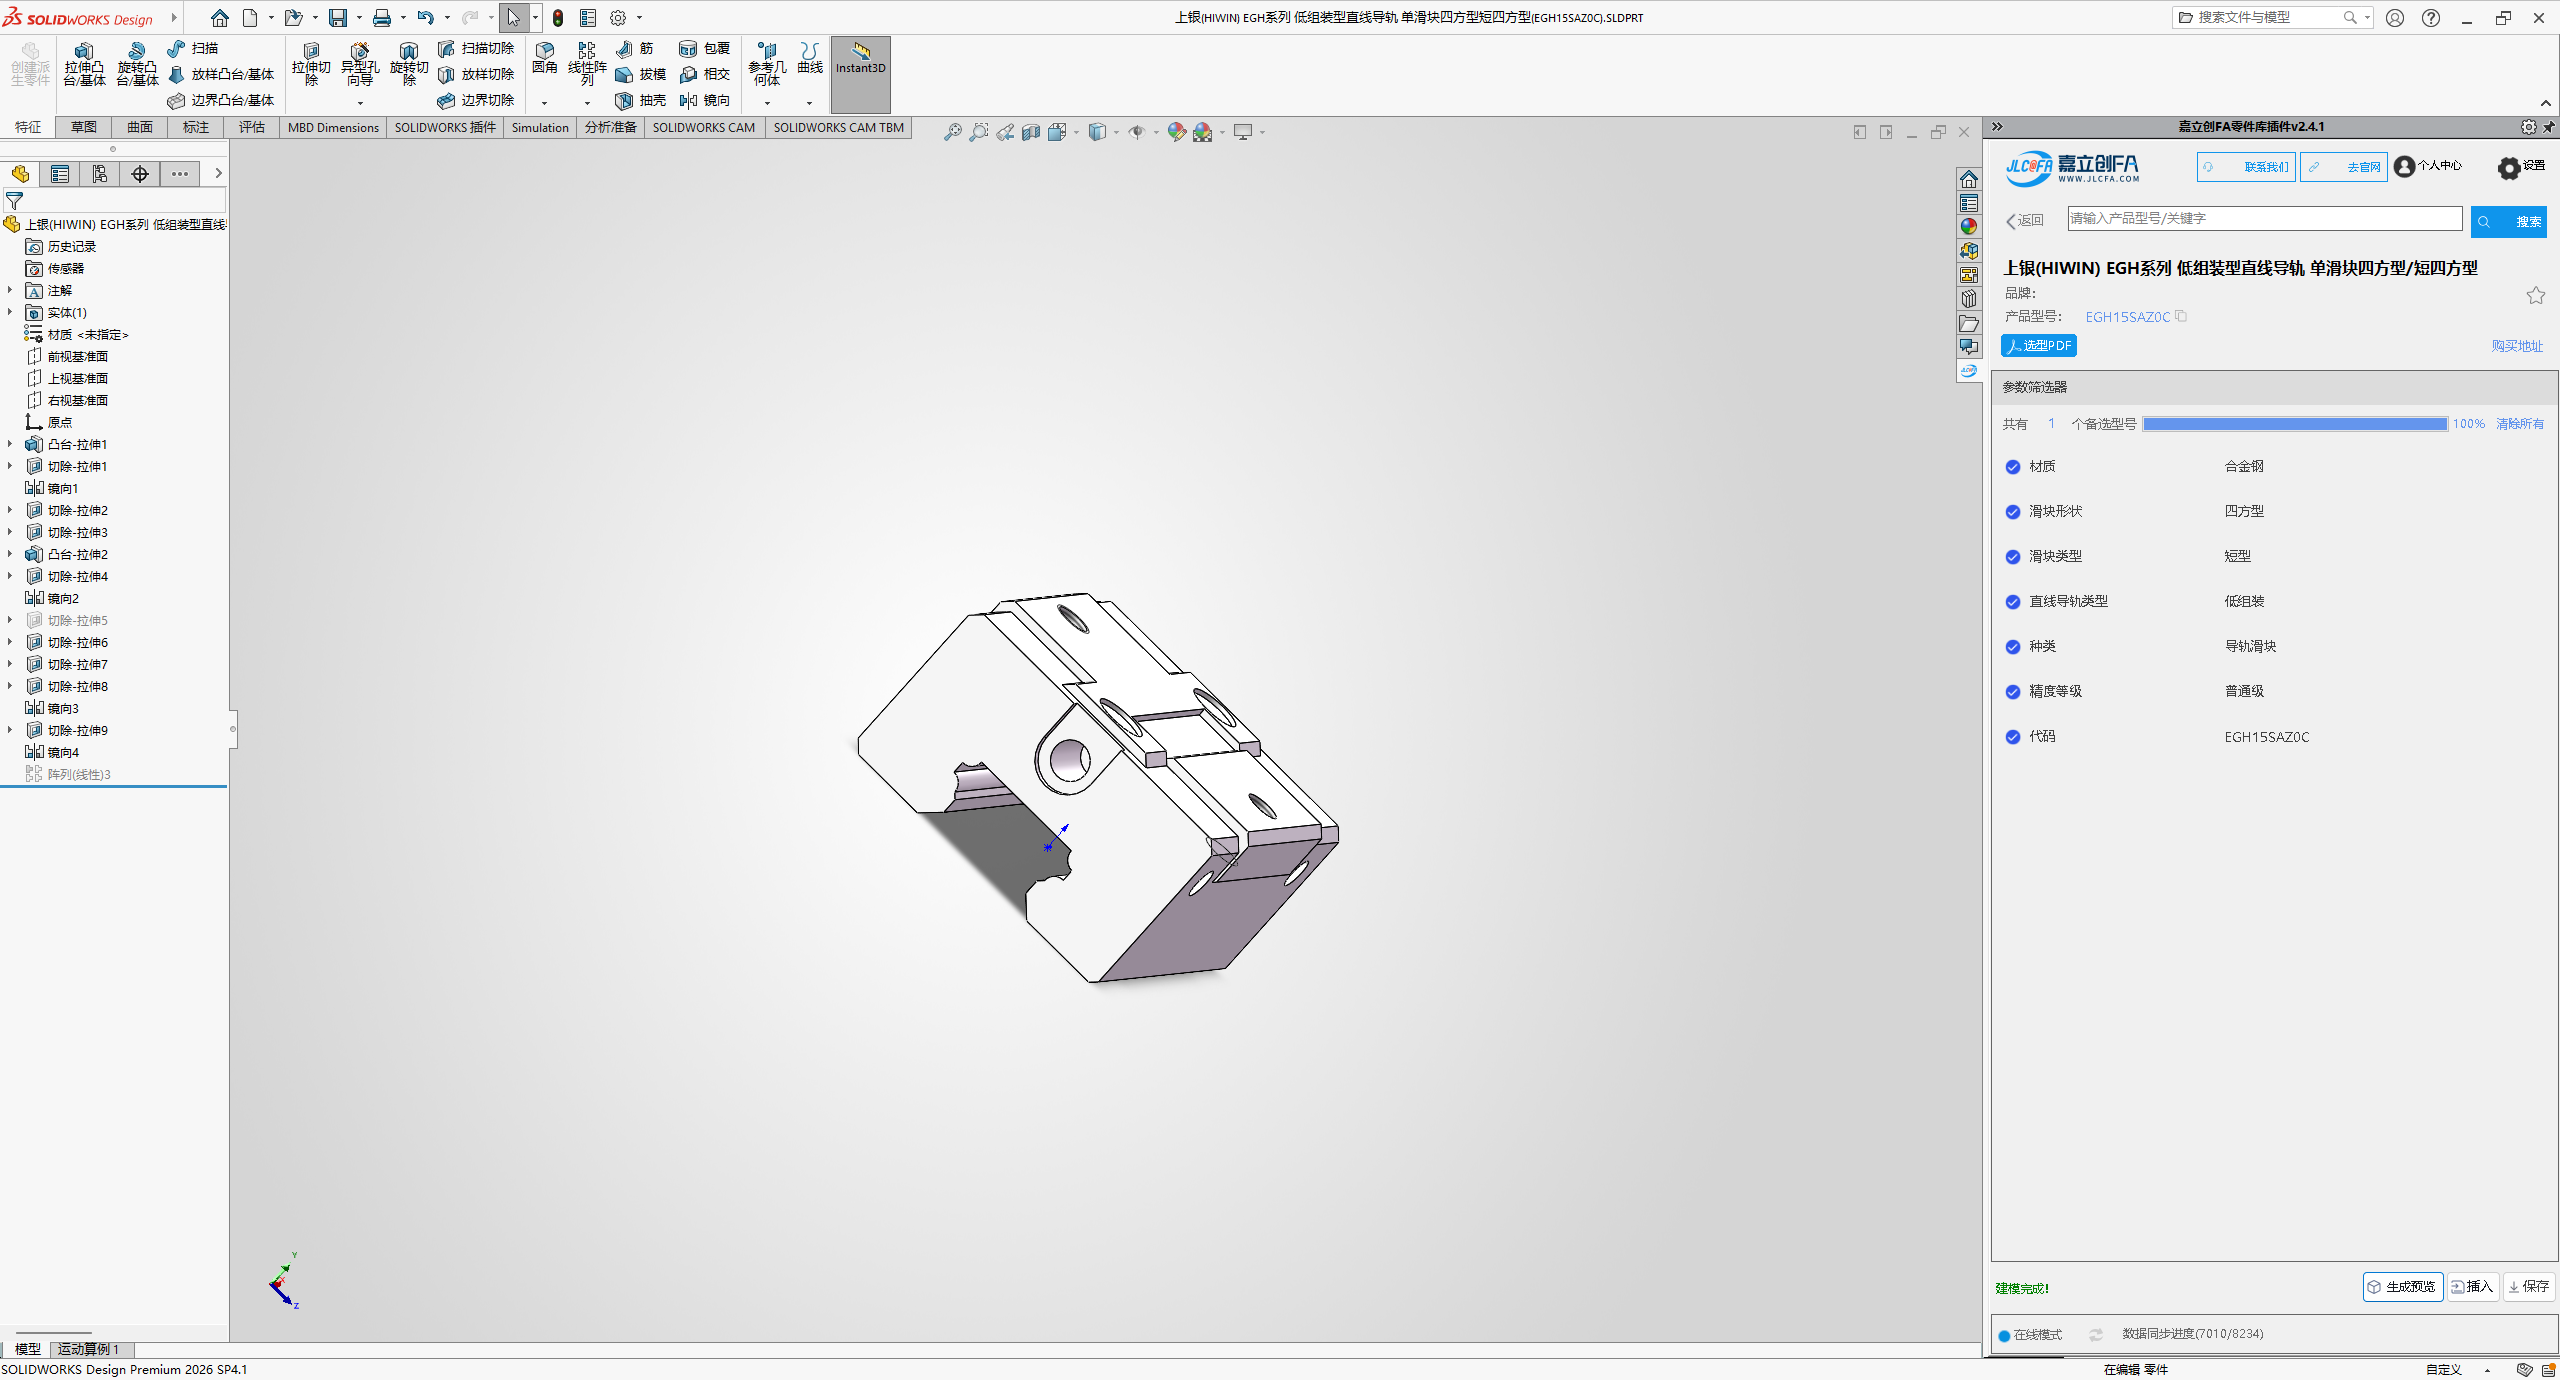 SOLIDWORKS Design
上银(HIWIN) EGH系列 低组装型直线导轨 单滑块四方型短四方型(EGH15SAZ0C).SLDPRT
搜索文件与模型
创建派生零件
拉伸凸台/基体
旋转凸台/基体
扫描
放样凸台/基体
边界凸台/基体
拉伸切除
异型孔向导
旋转切除
扫描切除
放样切除
边界切除
圆角
线性阵列
筋
拔模
抽壳
包覆
相交
镜向
参考几何体
曲线
Instant3D
特征
草图
曲面
标注
评估
MBD Dimensions
SOLIDWORKS 插件
Simulation
分析准备
SOLIDWORKS CAM
SOLIDWORKS CAM TBM
上银(HIWIN) EGH系列 低组装型直线
历史记录
传感器
注解
实体(1)
材质 <未指定>
前视基准面
上视基准面
右视基准面
原点
凸台-拉伸1
切除-拉伸1
镜向1
切除-拉伸2
切除-拉伸3
凸台-拉伸2
切除-拉伸4
镜向2
切除-拉伸5
切除-拉伸6
切除-拉伸7
切除-拉伸8
镜向3
切除-拉伸9
镜向4
阵列(线性)3
Y
X
Z
嘉立创FA零件库插件v2.4.1
JLC@FA 嘉立创FA
WWW.JLCFA.COM
联系我们
去官网
个人中心
设置
返回
请输入产品型号/关键字
搜索
上银(HIWIN) EGH系列 低组装型直线导轨 单滑块四方型/短四方型
品牌：
产品型号： EGH15SAZ0C
选型PDF
购买地址
参数筛选器
共有 1 个备选型号 100% 清除所有
材质 合金钢
滑块形状 四方型
滑块类型 短型
直线导轨类型 低组装
种类 导轨滑块
精度等级 普通级
代码 EGH15SAZ0C
建模完成!
生成预览
插入
保存
在线模式
数据同步进度(7010/8234)
模型
运动算例 1
SOLIDWORKS Design Premium 2026 SP4.1
在编辑 零件
自定义